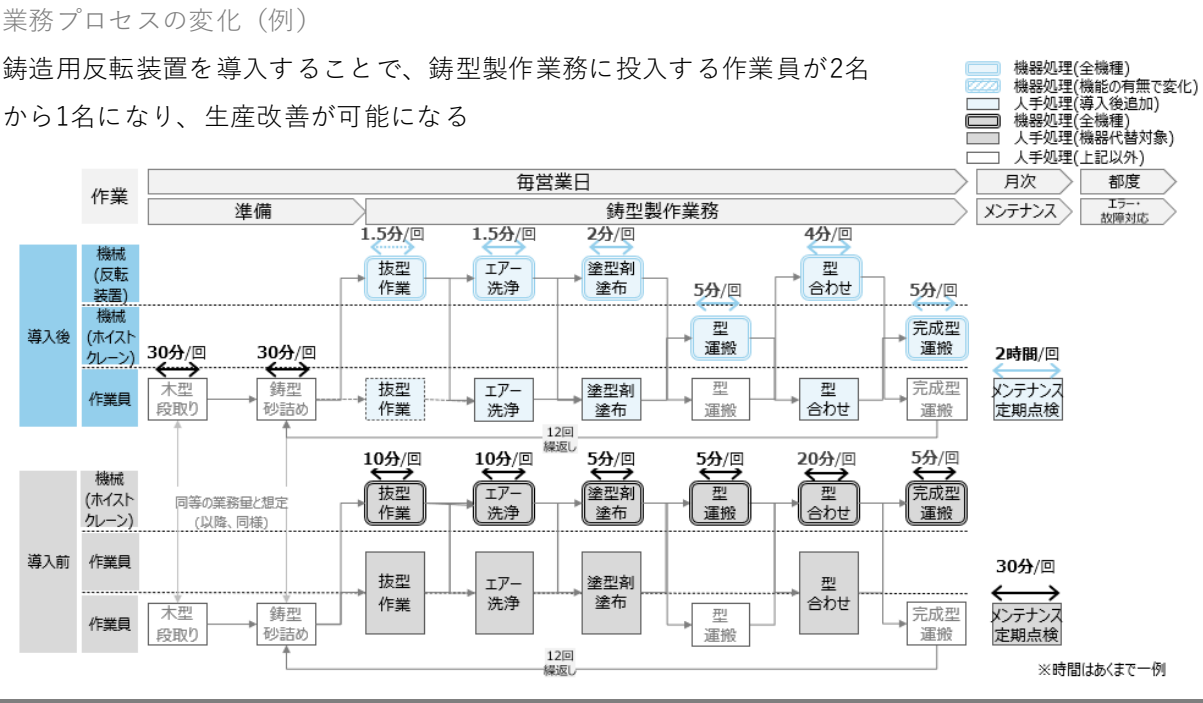 業務プロセスの変化（例）
鋳造用反転装置を導入することで、鋳型製作業務に投入する作業員が2名
から1名になり、生産改善が可能になる
機器処理(全機種)
機器処理(機能の有無で変化)
人手処理(導入後追加)
機器処理(全機種)
人手処理(機器代替対象)
人手処理(上記以外)
作業
毎営業日
月次
都度
準備
鋳型製作業務
メンテナンス
エラー・
故障対応
導入後
機械
(反転
装置)
1.5分/回
1.5分/回
2分/回
4分/回
抜型
作業
エアー
洗浄
塗型剤
塗布
型
合わせ
機械
(ホイスト
クレーン)
5分/回
5分/回
型
運搬
完成型
運搬
作業員
30分/回
30分/回
2時間/回
木型
段取り
鋳型
砂詰め
抜型
作業
エアー
洗浄
塗型剤
塗布
型
運搬
型
合わせ
完成型
運搬
メンテナンス
定期点検
12回
繰返し
導入前
機械
(ホイスト
クレーン)
10分/回
10分/回
5分/回
5分/回
20分/回
5分/回
抜型
作業
エアー
洗浄
塗型剤
塗布
型
運搬
型
合わせ
完成型
運搬
同等の業務量と想定
(以降、同様)
作業員
抜型
作業
エアー
洗浄
塗型剤
塗布
型
合わせ
30分/回
作業員
木型
段取り
鋳型
砂詰め
型
運搬
完成型
運搬
メンテナンス
定期点検
12回
繰返し
※時間はあくまで一例